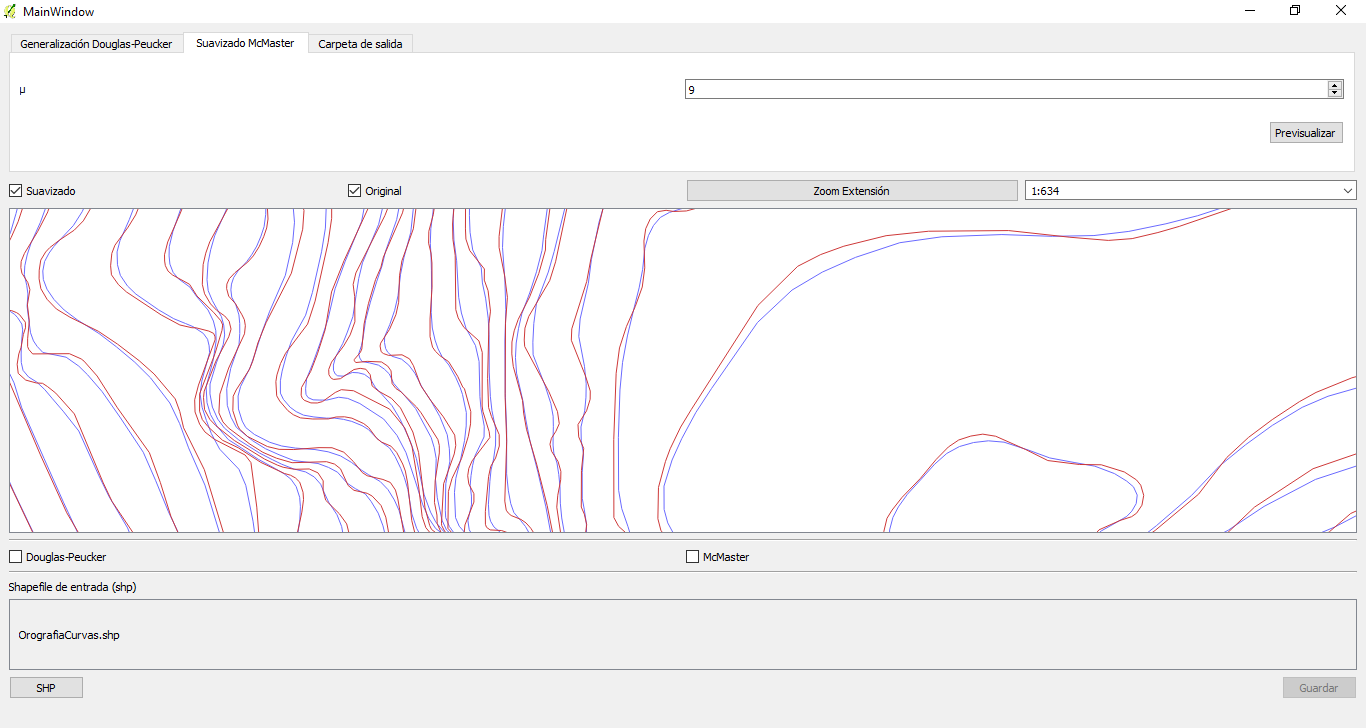 MainWindow
Generalización Douglas-Peucker Suavizado McMaster Carpeta de salida
µ 9
Previsualizar
Suavizado Original Zoom Extensión 1:634
Douglas-Peucker McMaster
Shapefile de entrada (shp)
OrografiaCurvas.shp
SHP Guardar